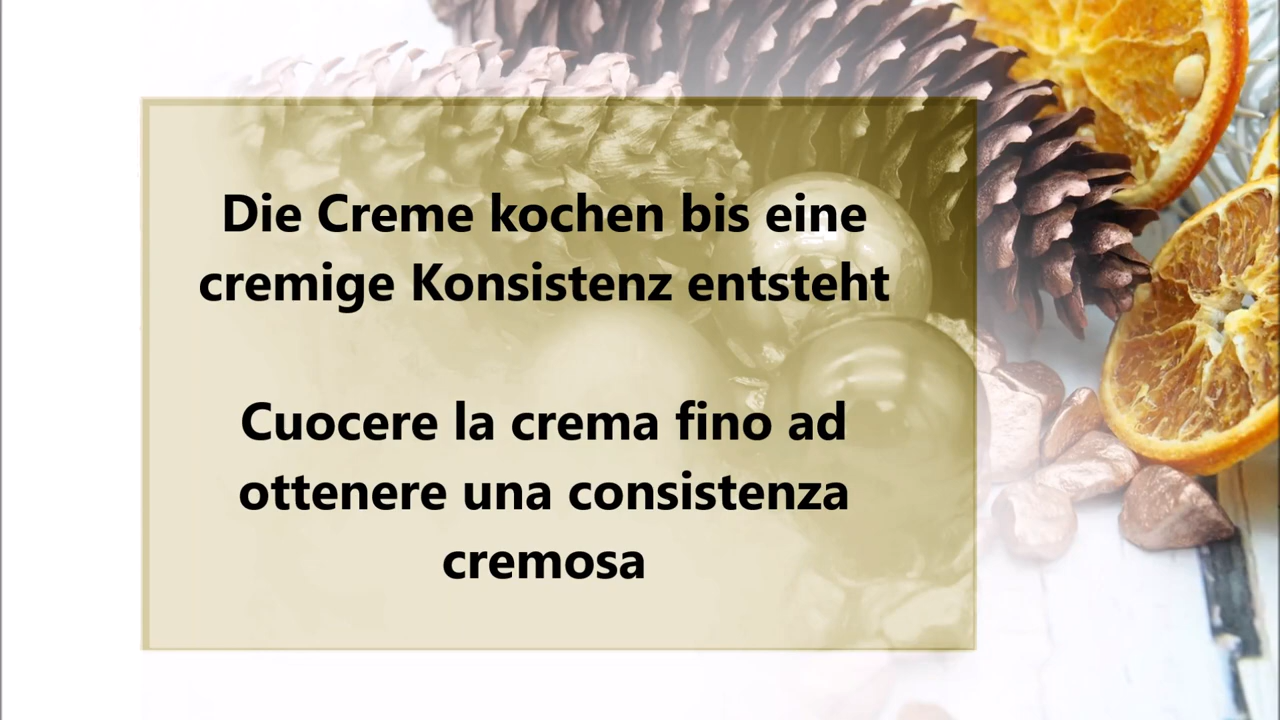 Die Creme kochen bis eine
cremige Konsistenz entsteht
Cuocere la crema fino ad
ottenere una consistenza
cremosa